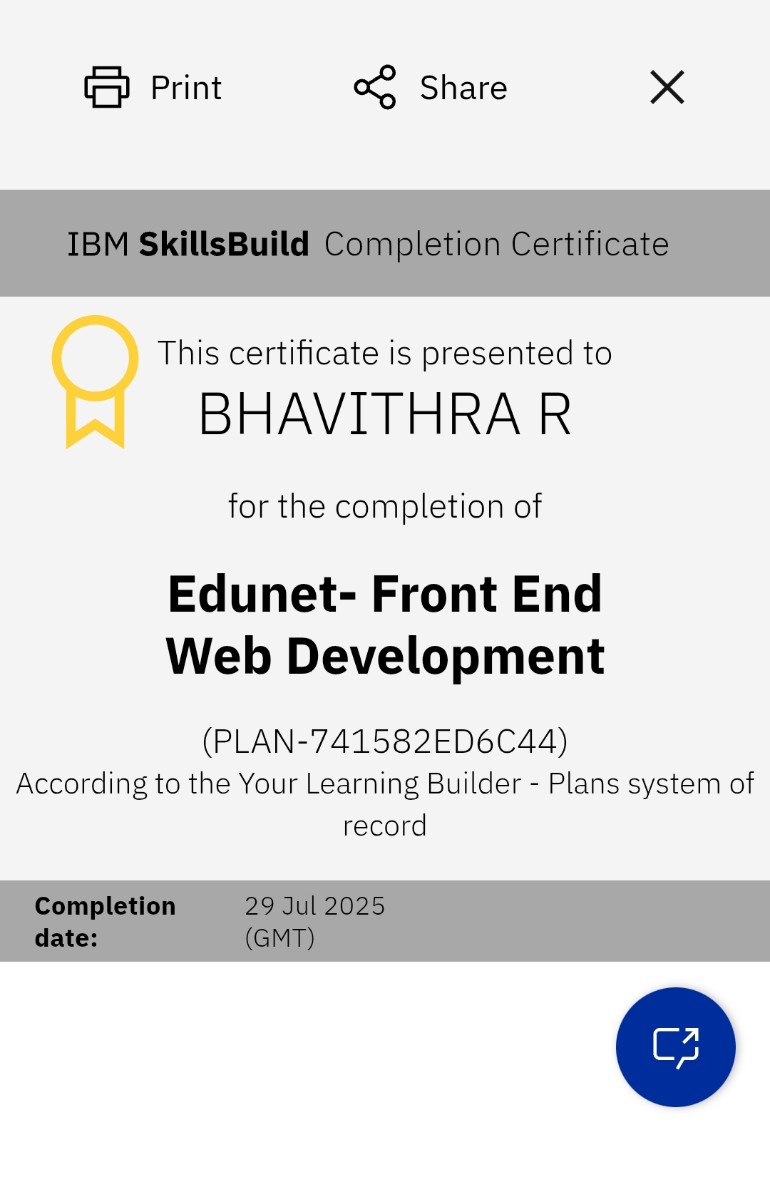 Print Share
IBM SkillsBuild Completion Certificate
This certificate is presented to
BHAVITHRA R
for the completion of
Edunet- Front End
Web Development
(PLAN-741582ED6C44)
According to the Your Learning Builder - Plans system of
record
Completion 29 Jul 2025
date: (GMT)